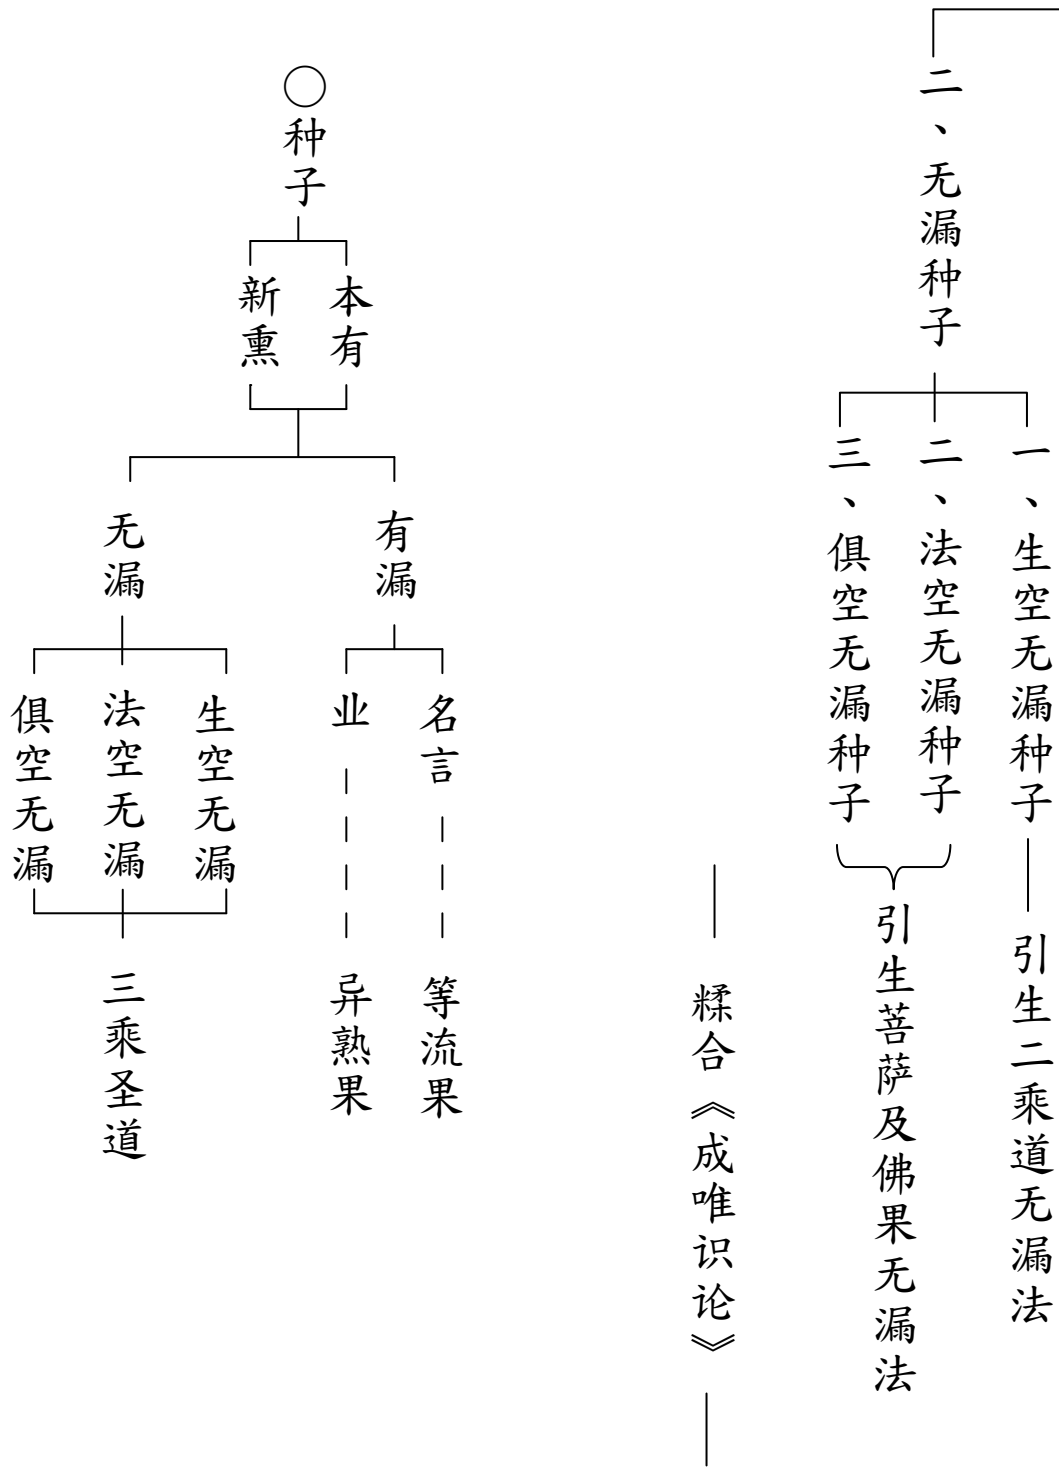 二、无漏种子
一、生空无漏种子
引生二乘道无漏法
二、法空无漏种子
三、俱空无漏种子
引生菩萨及佛果无漏法
糅合《成唯识论》
○种子
本有
新熏
有漏
名言
等流果
业
异熟果
无漏
生空无漏
法空无漏
俱空无漏
三乘圣道